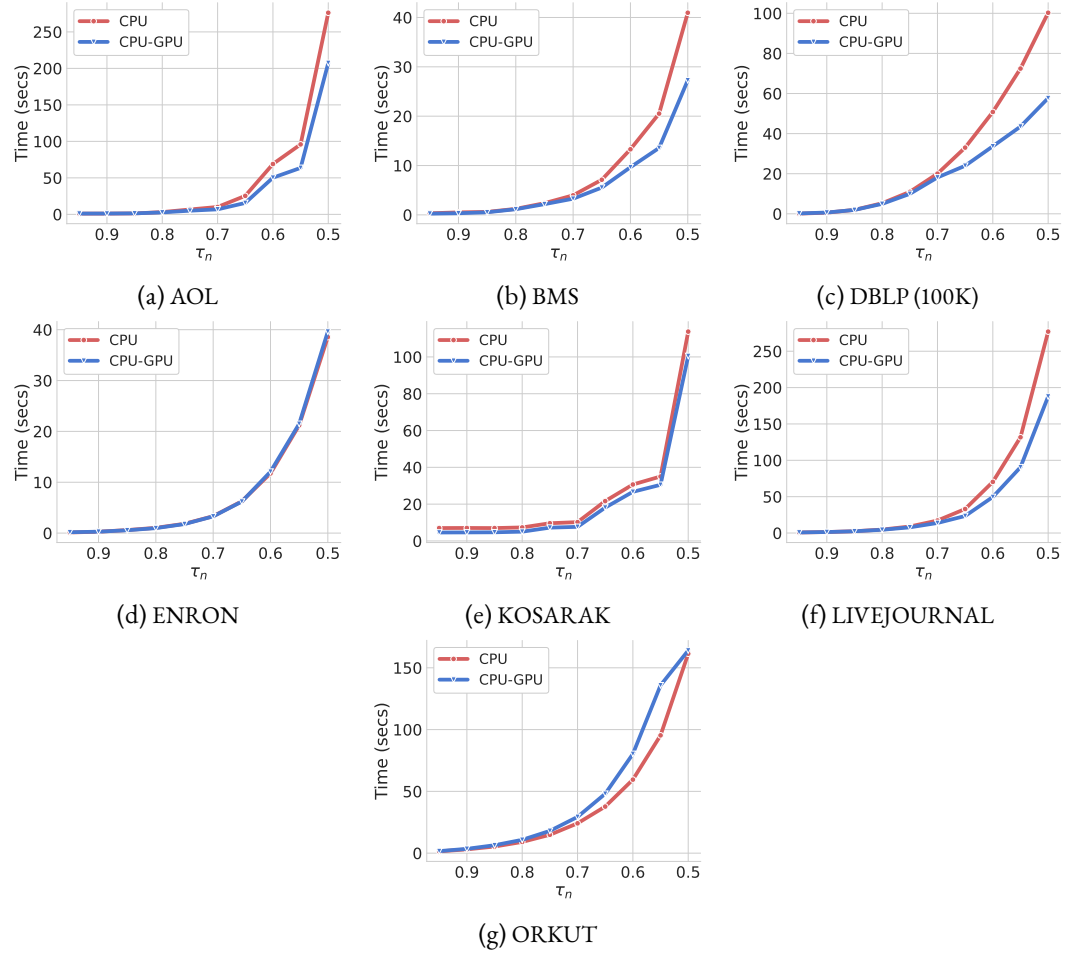 CPU
CPU-GPU
Time (secs)
250
200
150
100
50
0
0.9 0.8 0.7 0.6 0.5
τn
(a) AOL
CPU
CPU-GPU
Time (secs)
40
30
20
10
0
0.9 0.8 0.7 0.6 0.5
τn
(b) BMS
CPU
CPU-GPU
Time (secs)
100
80
60
40
20
0
0.9 0.8 0.7 0.6 0.5
τn
(c) DBLP (100K)
CPU
CPU-GPU
Time (secs)
40
30
20
10
0
0.9 0.8 0.7 0.6 0.5
τn
(d) ENRON
CPU
CPU-GPU
Time (secs)
100
80
60
40
20
0
0.9 0.8 0.7 0.6 0.5
τn
(e) KOSARAK
CPU
CPU-GPU
Time (secs)
250
200
150
100
50
0
0.9 0.8 0.7 0.6 0.5
τn
(f) LIVEJOURNAL
CPU
CPU-GPU
Time (secs)
150
100
50
0
0.9 0.8 0.7 0.6 0.5
τn
(g) ORKUT